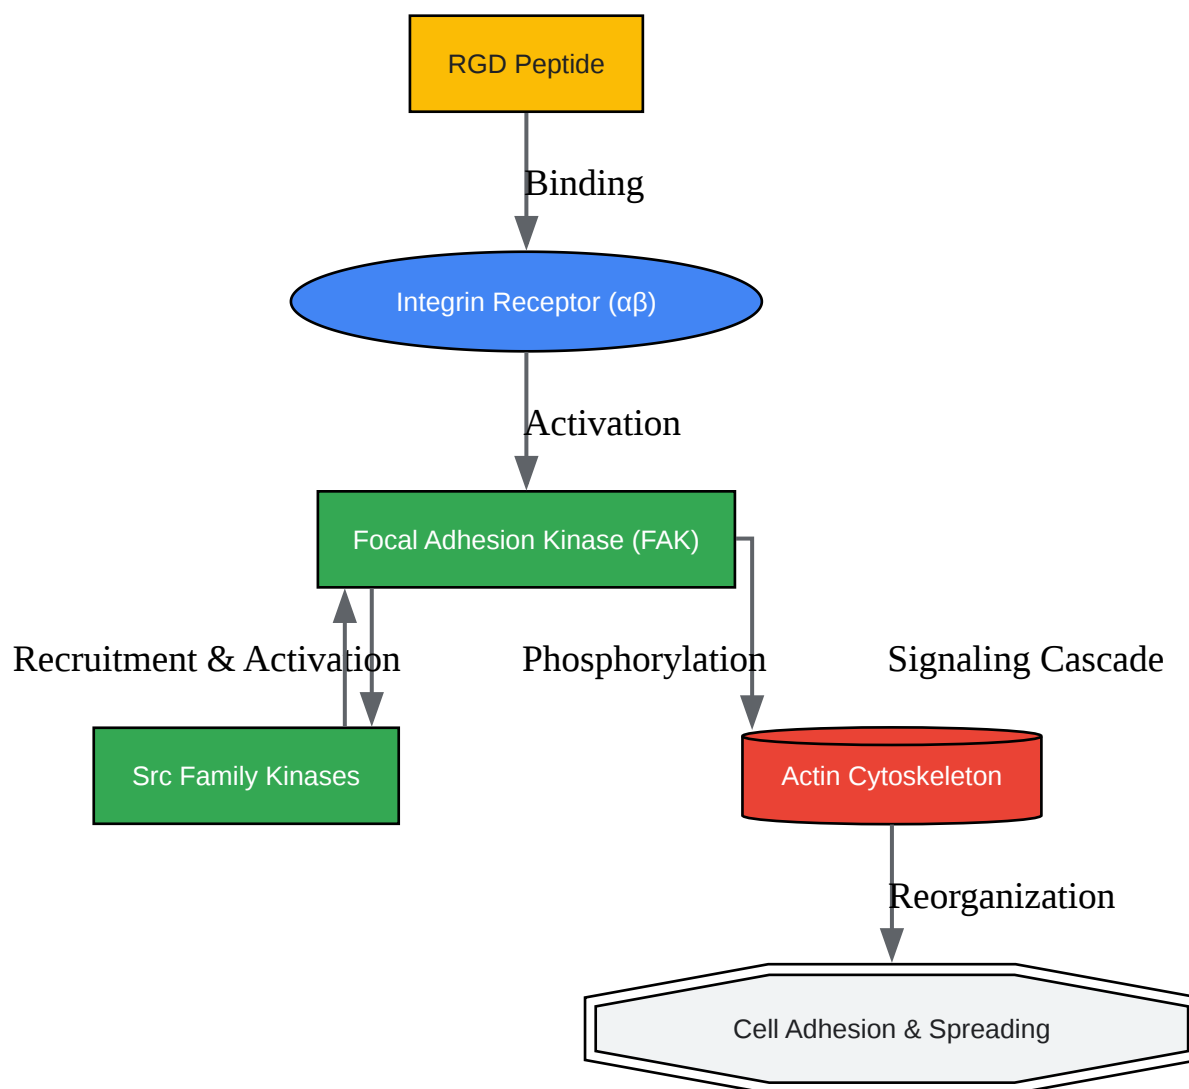 RGD Peptide
Binding
Integrin Receptor (αβ)
Activation
Focal Adhesion Kinase (FAK)
Recruitment & Activation
Phosphorylation
Signaling Cascade
Src Family Kinases
Actin Cytoskeleton
Reorganization
Cell Adhesion & Spreading